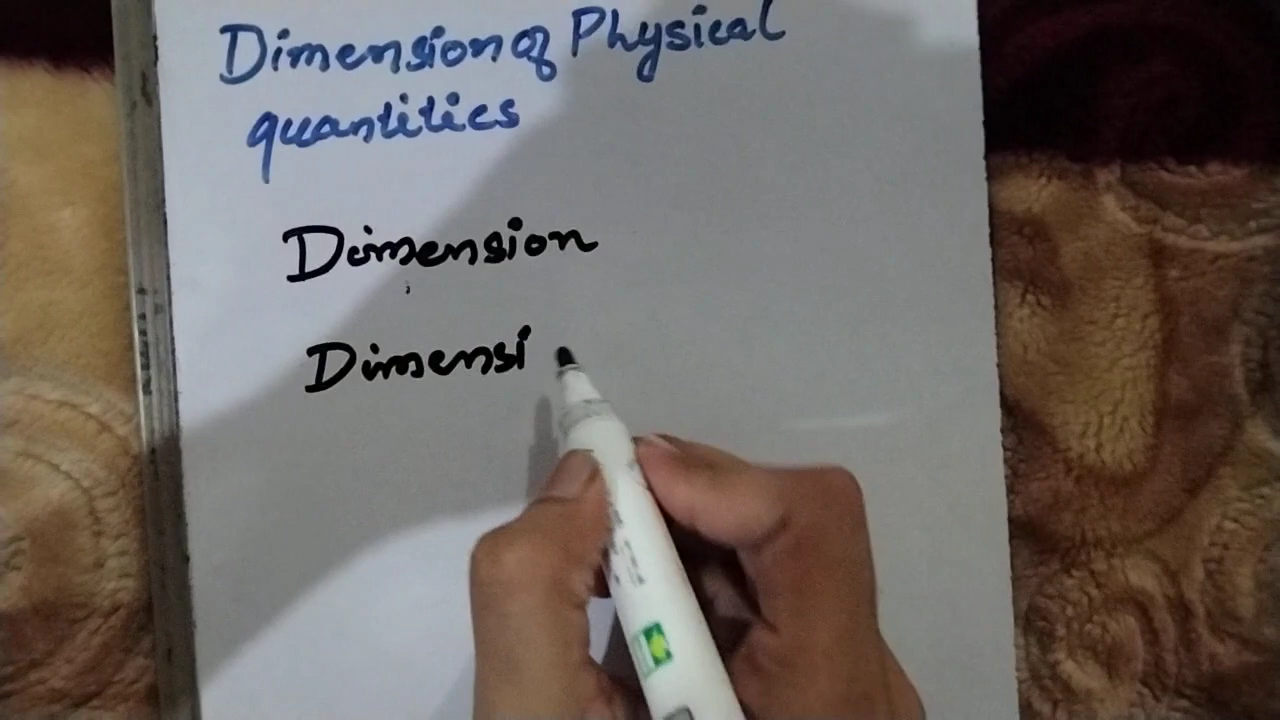 Dimension of Physical
quantities
Dimension
Dimensi